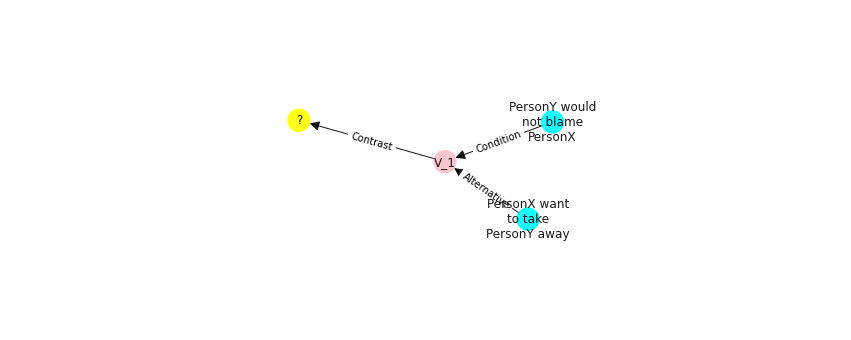 ?
Contrast
V_1
Condition
PersonY would
not blame
PersonX
Alternative
PersonX want
to take
PersonY away